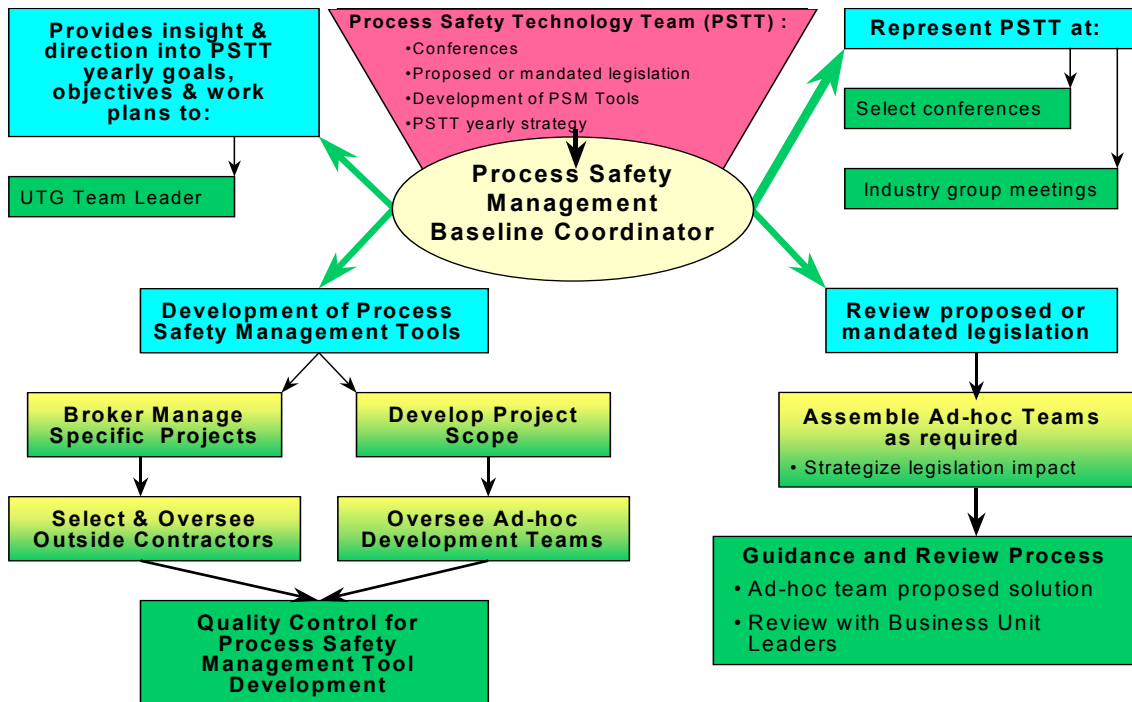 Provides insight &
direction into PSTT
yearly goals,
objectives & work
plans to:
UTG Team Leader
Process Safety Technology Team (PSTT) :
•Conferences
•Proposed or mandated legislation
•Development of PSM Tools
•PSTT yearly strategy
Process Safety
Management
Baseline Coordinator
Represent PSTT at:
Select conferences
Industry group meetings
Development of Process
Safety Management Tools
Broker Manage
Specific Projects
Develop Project
Scope
Select & Oversee
Outside Contractors
Oversee Ad-hoc
Development Teams
Quality Control for
Process Safety
Management Tool
Development
Review proposed or
mandated legislation
Assemble Ad-hoc Teams
as required
• Strategize legislation impact
Guidance and Review Process
• Ad-hoc team proposed solution
• Review with Business Unit
Leaders